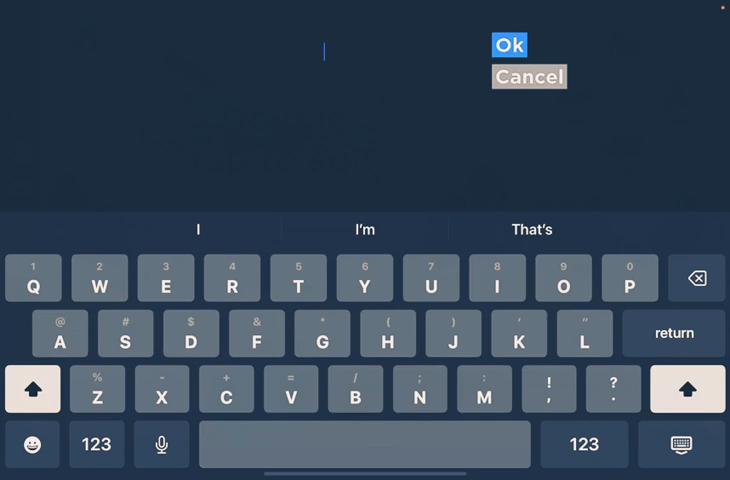 Ok
Cancel
I I'm That's
1 2 3 4 5 6 7 8 9 0
Q W E R T Y U I O P
@ # $ & * ( ) ' "
A S D F G H J K L return
% - + = / ; : ! ?
Z X C V B N M , .
123 123